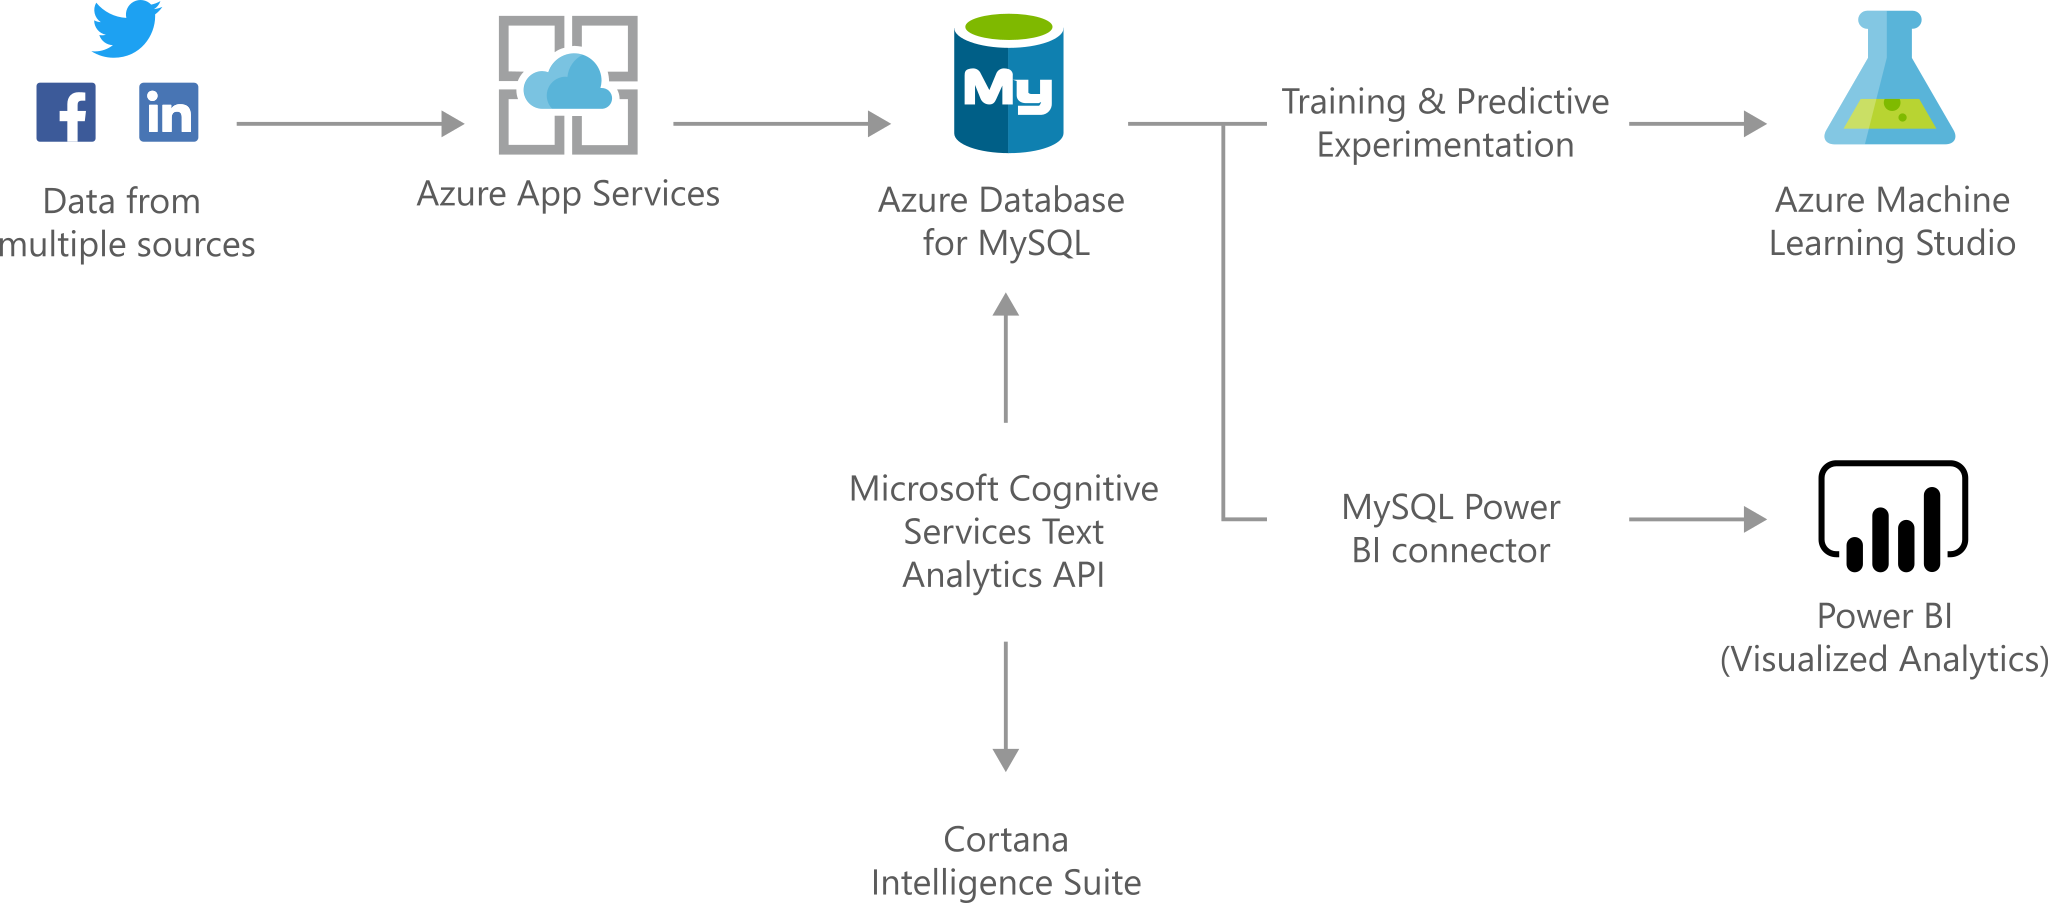 Data from
multiple sources
Azure App Services
My
Azure Database
for MySQL
Training & Predictive
Experimentation
Azure Machine
Learning Studio
Microsoft Cognitive
Services Text
Analytics API
MySQL Power
BI connector
Power BI
(Visualized Analytics)
Cortana
Intelligence Suite
f
in